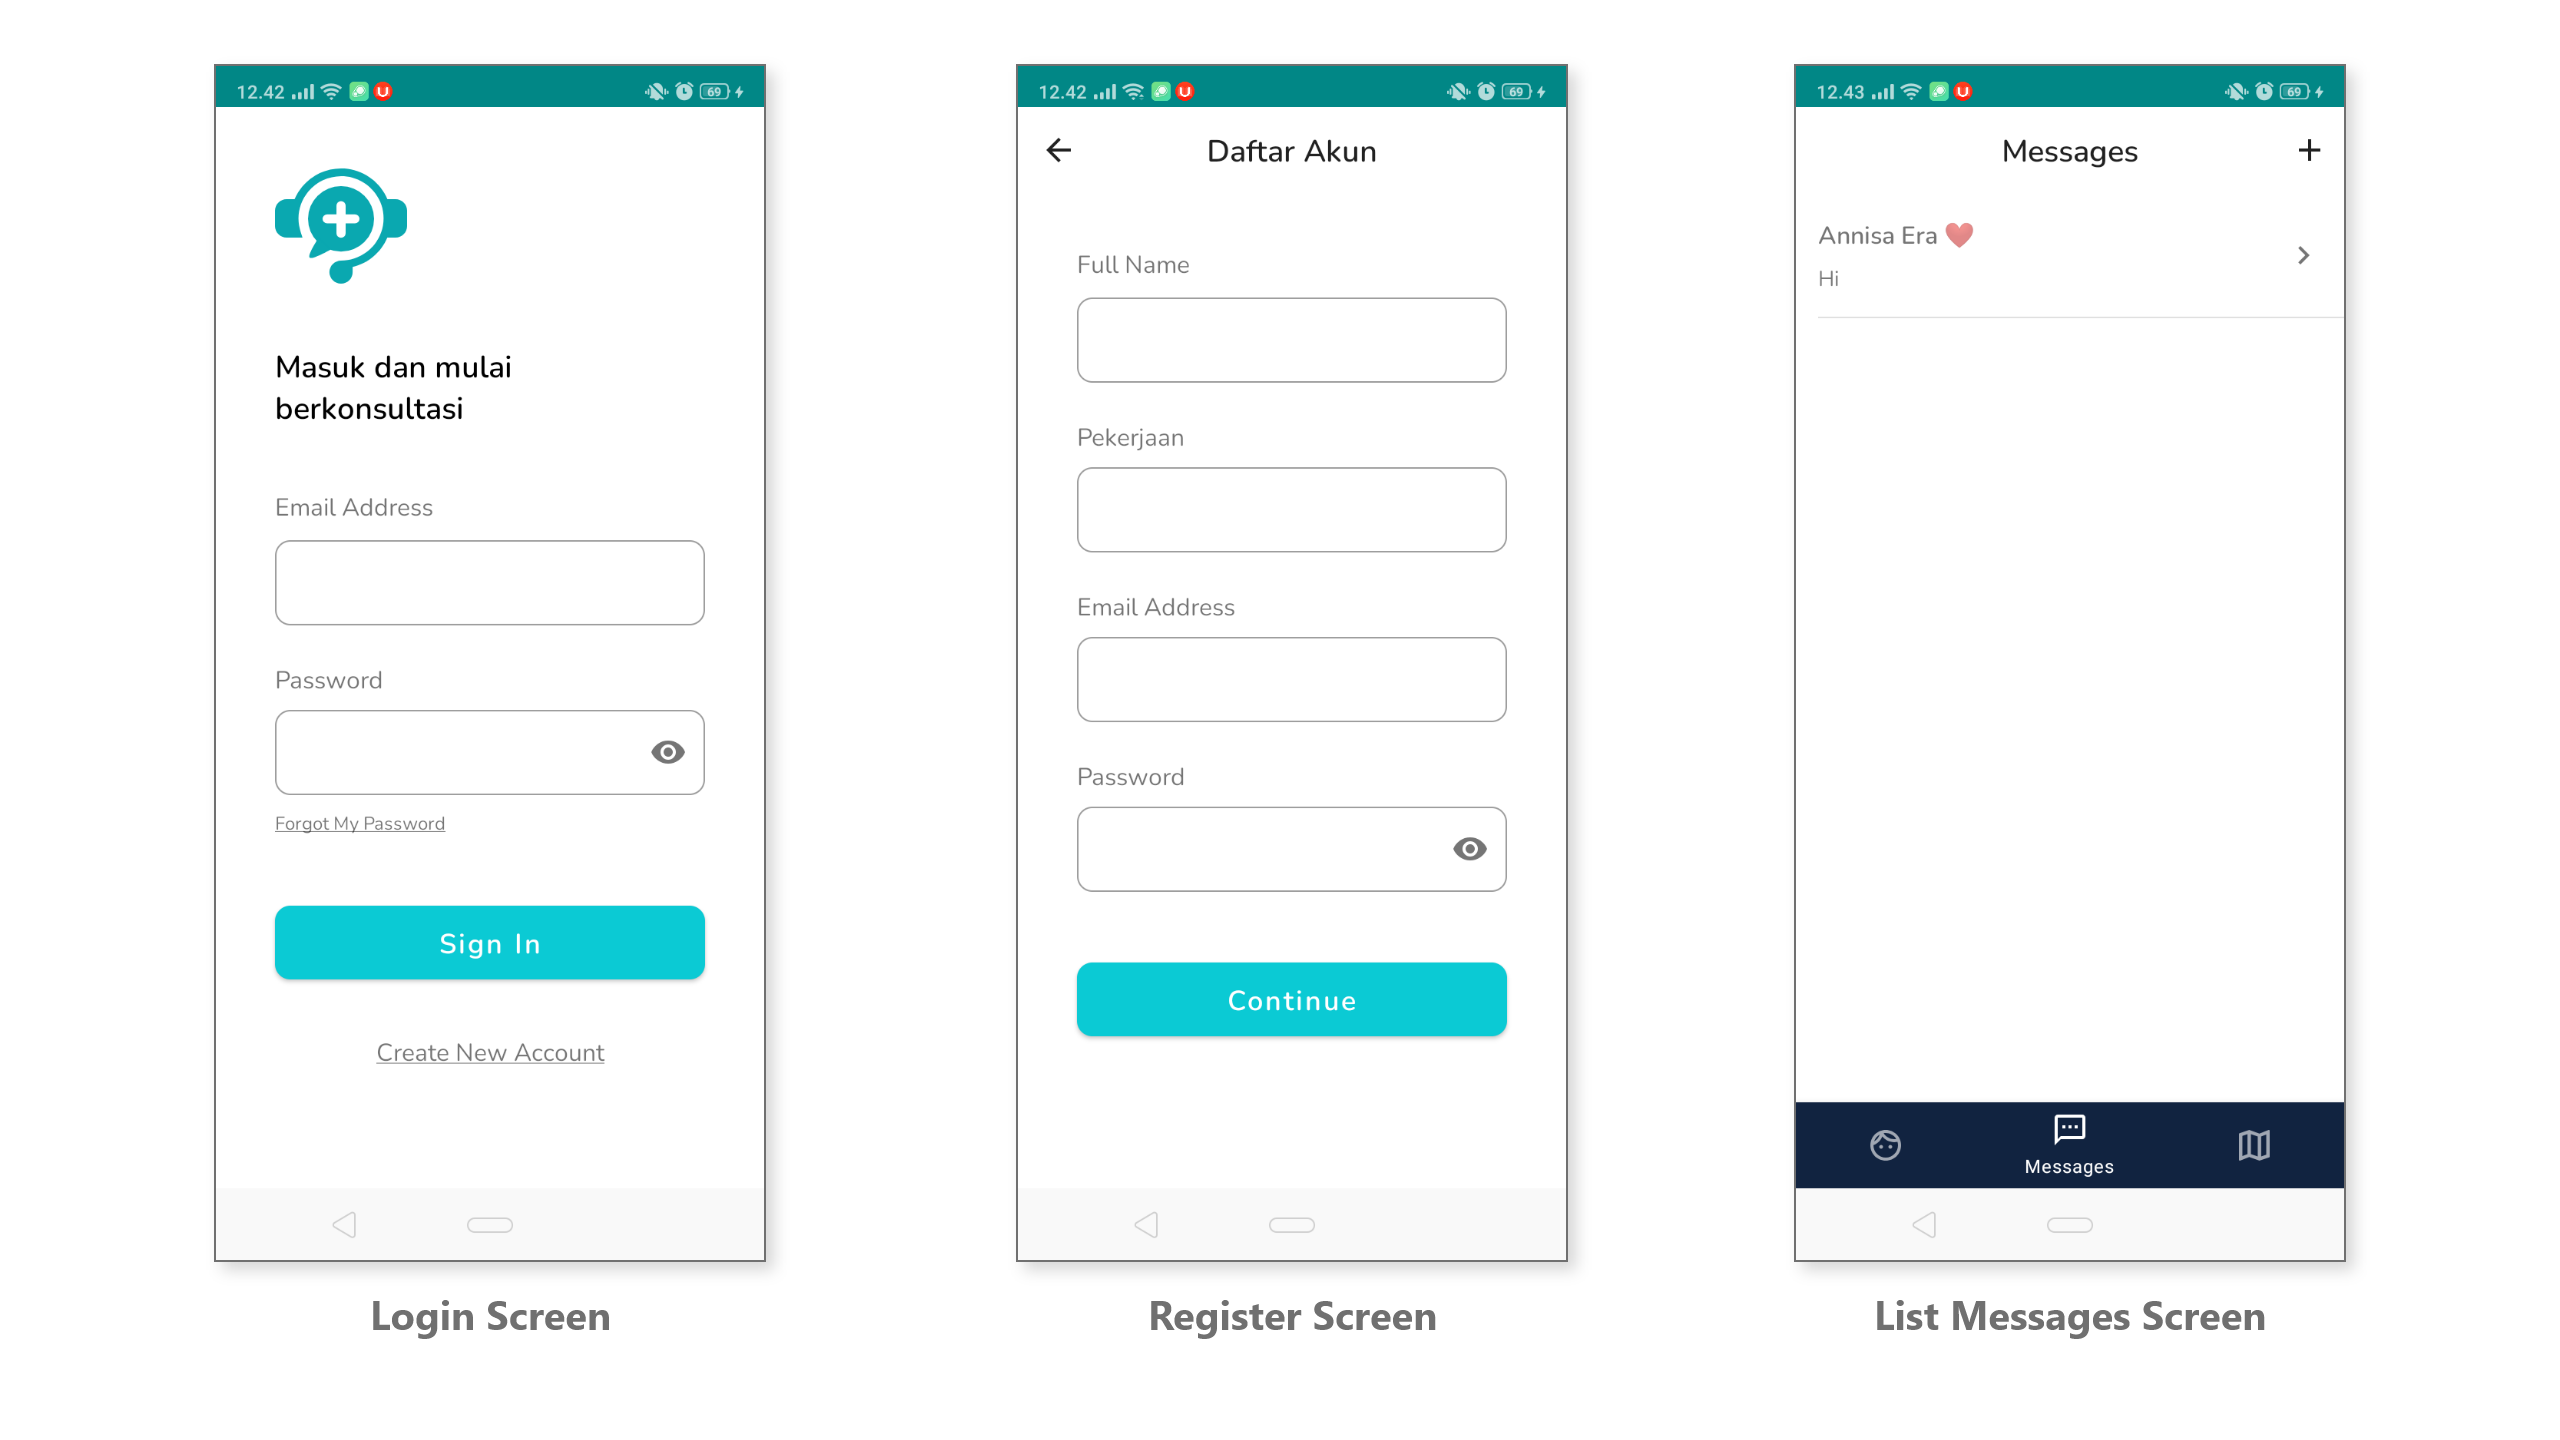 12.42
69
Masuk dan mulai
berkonsultasi
Email Address
Password
Forgot My Password
Sign In
Create New Account
Login Screen
12.42
69
Daftar Akun
Full Name
Pekerjaan
Email Address
Password
Continue
Register Screen
12.43
69
Messages
Annisa Era ❤️
Hi
Messages
List Messages Screen